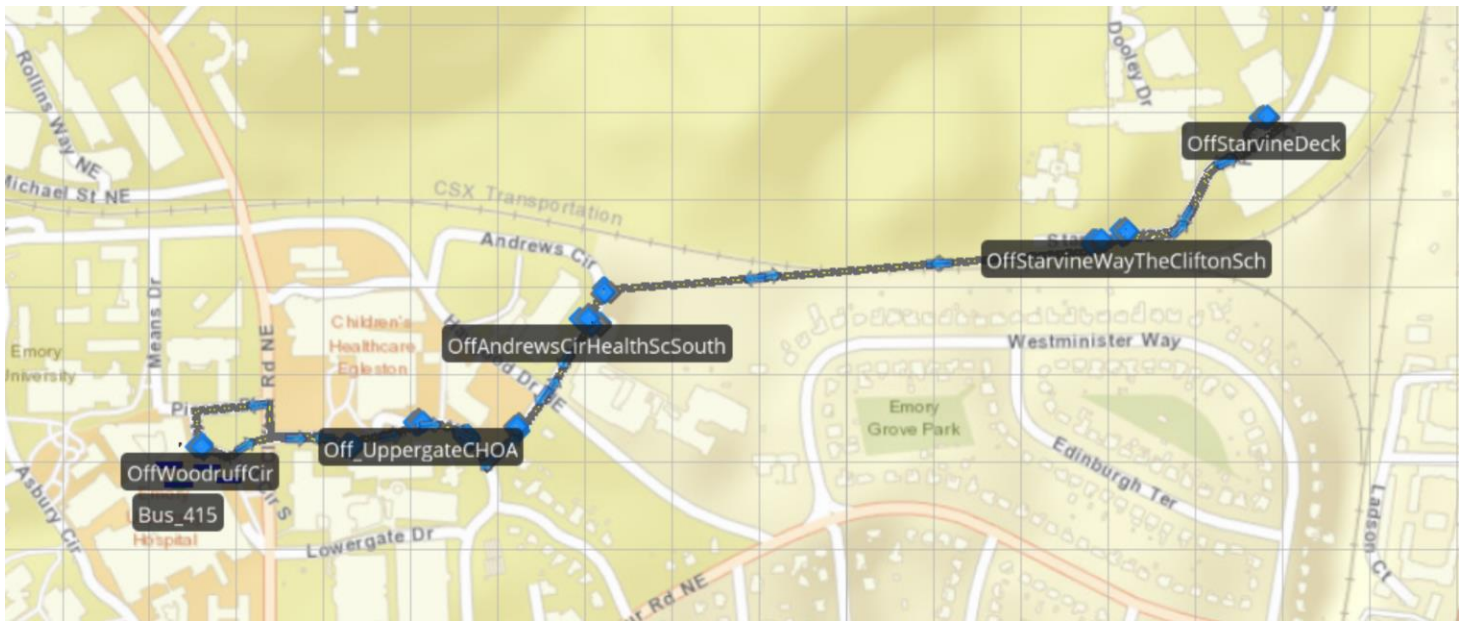 Rollins Way NE
Michael St NE
CSX Transportation
Dooley Dr
OffStarvineDeck
Andrews Cir
OffStarvineWayTheCliftonSch
Means Dr
Rd NE
Children's
Healthcare
Egleston
OffAndrewsCirHealthScSouth
Westminister Way
Emory
University
Emory
Grove Park
Off_UppergateCHOA
OffWoodruffCir
Bus_415
Hospital
Asbury Cir
Lowergate Dr
Edinburgh Ter
Ladson Ct
Rd NE